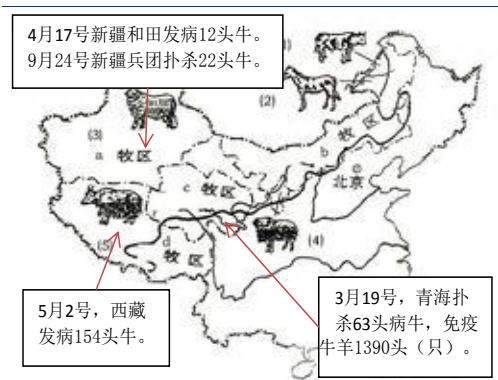 4月17号新疆和田发病12头牛。
9月24号新疆兵团扑杀22头牛。
(2)
(3)
a 牧区
b 牧区
e
北京
c 牧区
(4)
(5)
d
牧区
5月2号，西藏
发病154头牛。
3月19号，青海扑
杀63头病牛，免疫
牛羊1390头（只）。